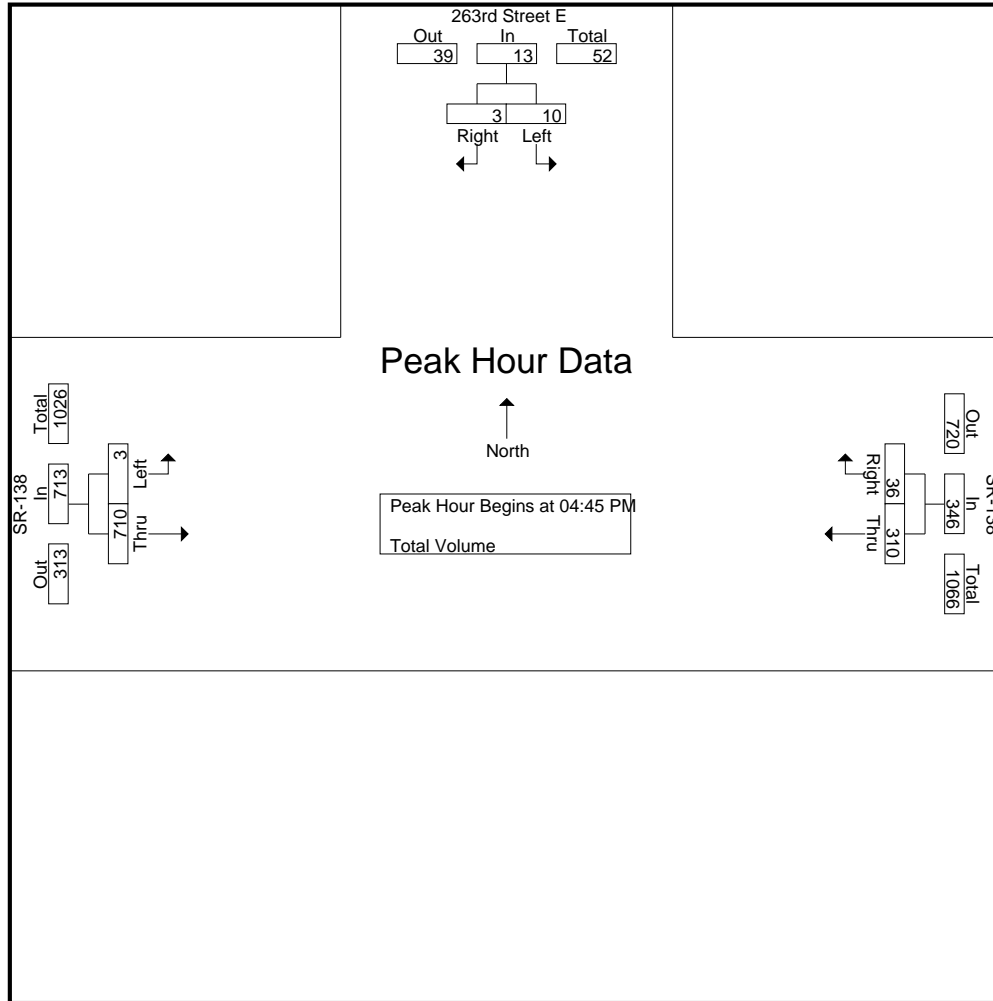 263rd Street E
Out In Total
39 13 52
3 10
Right Left
Peak Hour Data
North
Peak Hour Begins at 04:45 PM
Total Volume
SR-138
Total In Out
1026 713 313
3 710
Left Thru
Right Thru
36 310
Out In Total
720 346 1066
SR-138